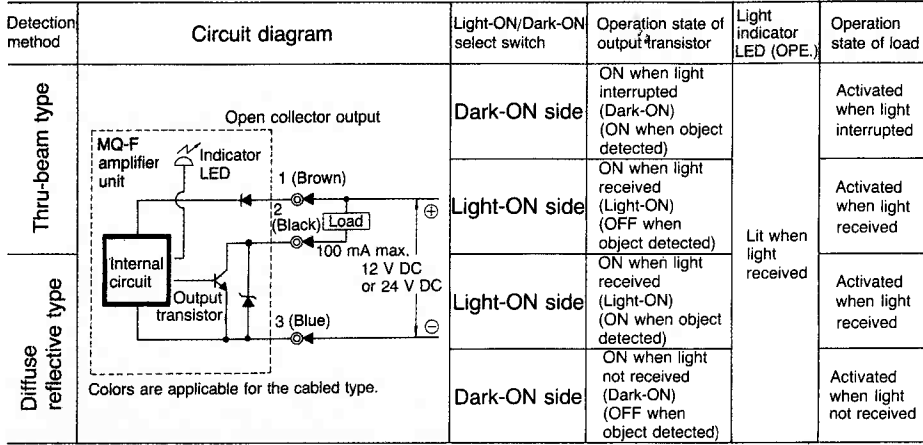 Detection
method
Circuit diagram
Light-ON/Dark-ON
select switch
Operation state of
output transistor
Light
indicator
LED (OPE.)
Operation
state of load
Thru-beam type
Diffuse
reflective type
Open collector output
MQ-F
amplifier
unit
Indicator
LED
1 (Brown)
2
(Black)
Load
100 mA max.
12 V DC
or 24 V DC
⊕
Internal
circuit
Output
transistor
3 (Blue)
⊖
Colors are applicable for the cabled type.
Dark-ON side
ON when light
interrupted
(Dark-ON)
(ON when object
detected)
Activated
when light
interrupted
Light-ON side
ON when light
received
(Light-ON)
(OFF when
object detected)
Activated
when light
received
Lit when
light
received
Light-ON side
ON when light
received
(Light-ON)
(ON when object
detected)
Activated
when light
received
Dark-ON side
ON when light
not received
(Dark-ON)
(OFF when
object detected)
Activated
when light
not received